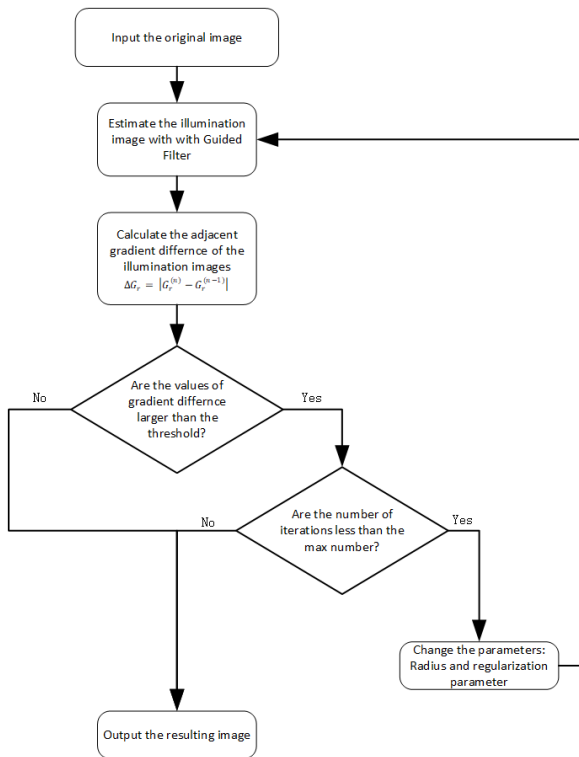 Input the original image
Estimate the illumination
image with with Guided
Filter
Calculate the adjacent
gradient differnce of the
illumination images
ΔG_r = |G_r^(n) − G_r^(n−1)|
Are the values of
gradient differnce
larger than the
threshold?
No
Yes
Are the number of
iterations less than the
max number?
No
Yes
Change the parameters:
Radius and regularization
parameter
Output the resulting image